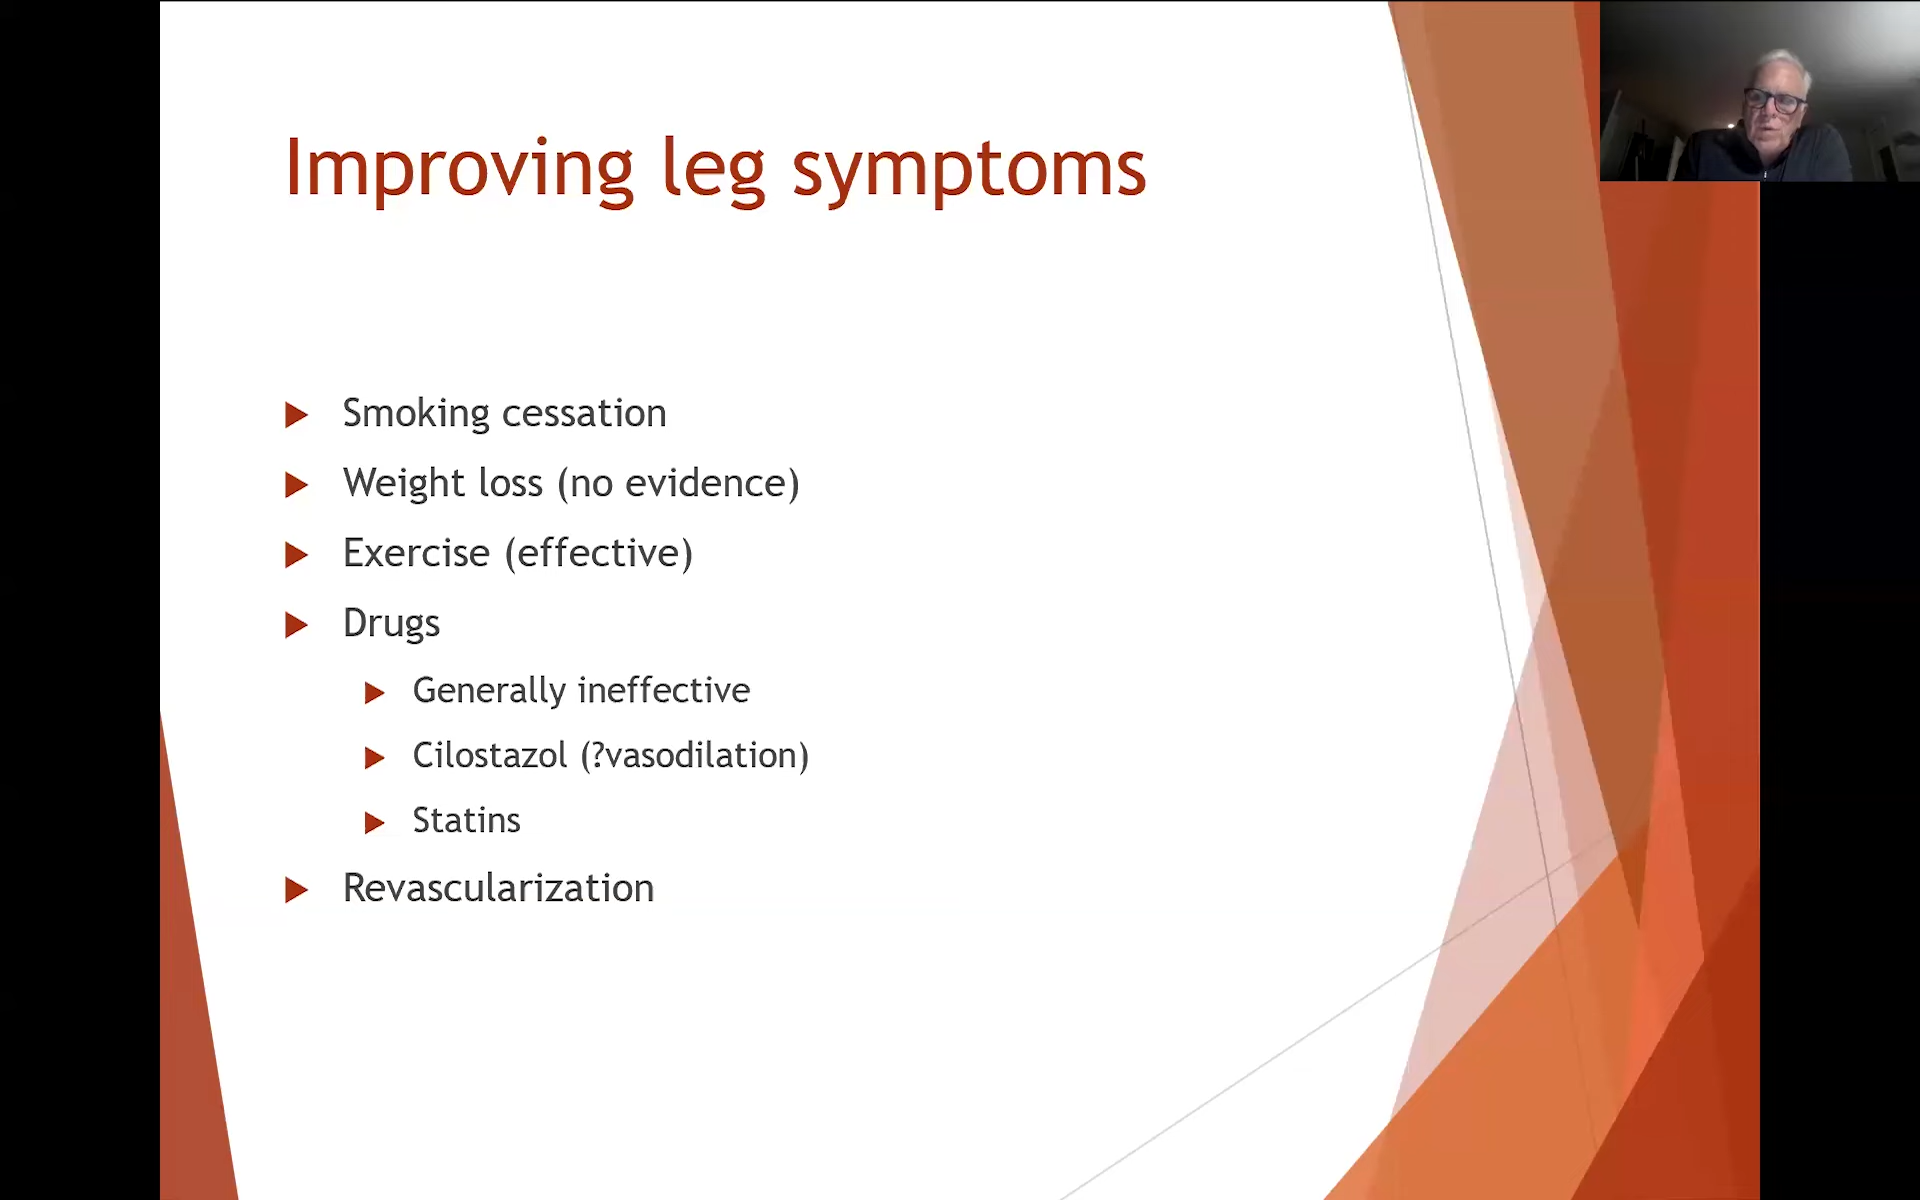 Improving leg symptoms
Smoking cessation
Weight loss (no evidence)
Exercise (effective)
Drugs
Generally ineffective
Cilostazol (?vasodilation)
Statins
Revascularization